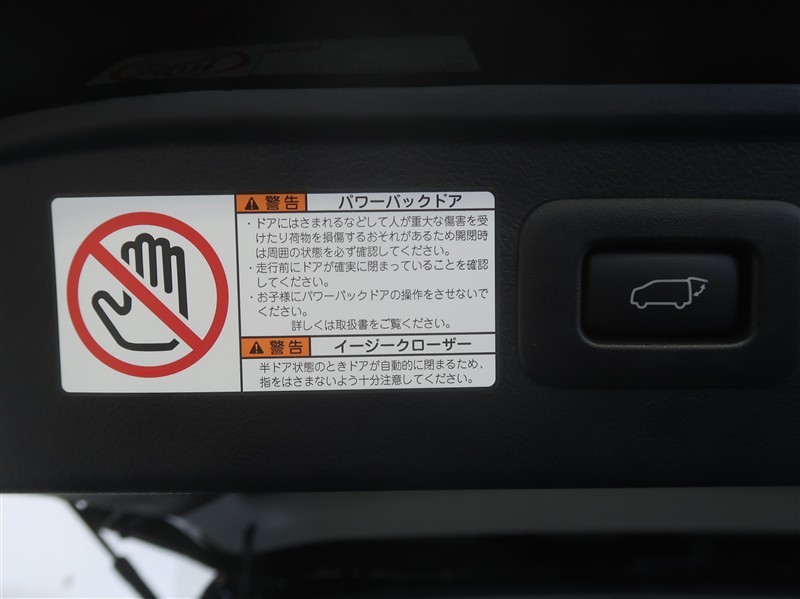 警告 パワーバックドア
・ドアにはさまれるなどして人が重大な傷害を受
けたり荷物を損傷するおそれがあるため開閉時
は周囲の状態を必ず確認してください。
・走行前にドアが確実に閉まっていることを確認
してください。
・お子様にパワーバックドアの操作をさせないで
ください。
詳しくは取扱書をご覧ください。
警告 イージークローザー
半ドア状態のときドアが自動的に閉まるため、
指をはさまないよう十分注意してください。